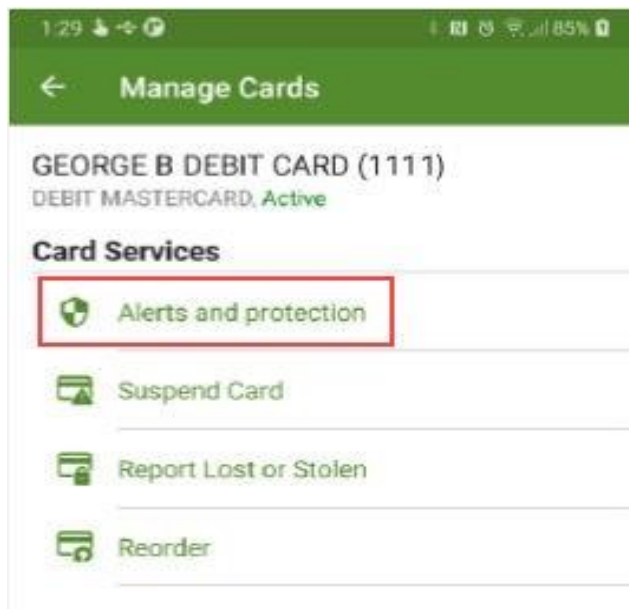 1:29 85%
Manage Cards
GEORGE B DEBIT CARD (1111)
DEBIT MASTERCARD, Active
Card Services
Alerts and protection
Suspend Card
Report Lost or Stolen
Reorder